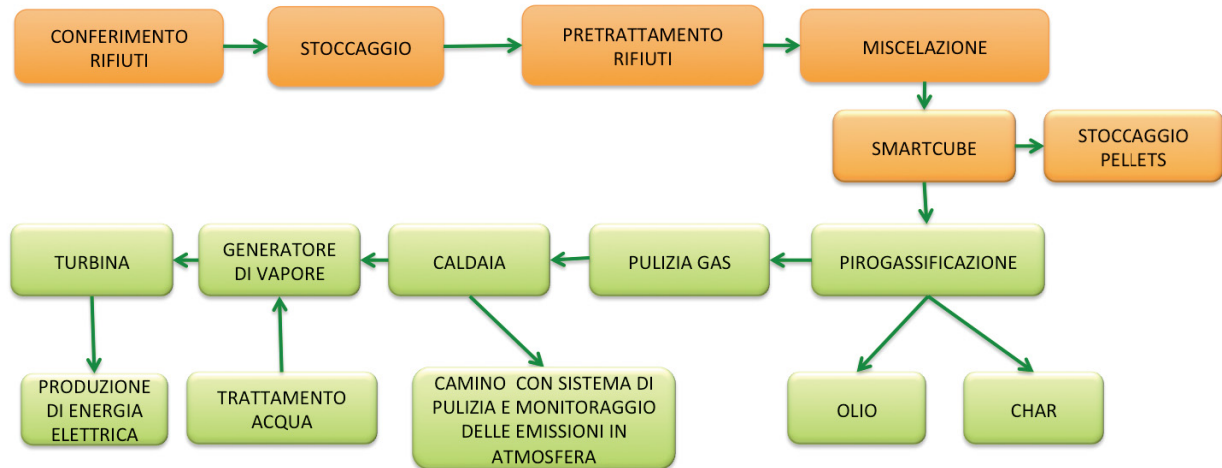 CONFERIMENTO
RIFIUTI
STOCCAGGIO
PRETRATTAMENTO
RIFIUTI
MISCELAZIONE
SMARTCUBE
STOCCAGGIO
PELLETS
TURBINA
GENERATORE
DI VAPORE
CALDAIA
PULIZIA GAS
PIROGASSIFICAZIONE
PRODUZIONE
DI ENERGIA
ELETTRICA
TRATTAMENTO
ACQUA
CAMINO CON SISTEMA DI
PULIZIA E MONITORAGGIO
DELLE EMISSIONI IN
ATMOSFERA
OLIO
CHAR